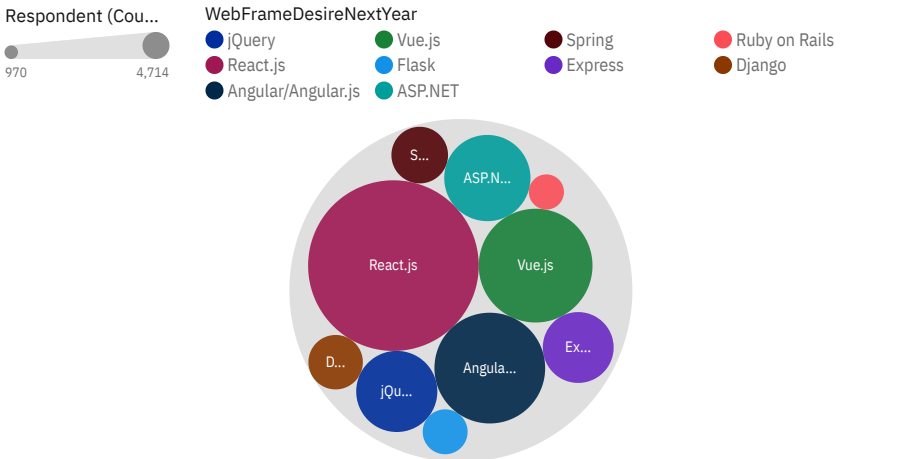 Respondent (Cou...
970 4,714
WebFrameDesireNextYear
jQuery Vue.js Spring Ruby on Rails
React.js Flask Express Django
Angular/Angular.js ASP.NET
S...
ASP.N...
React.js
Vue.js
Ex...
D...
Angula...
jQu...